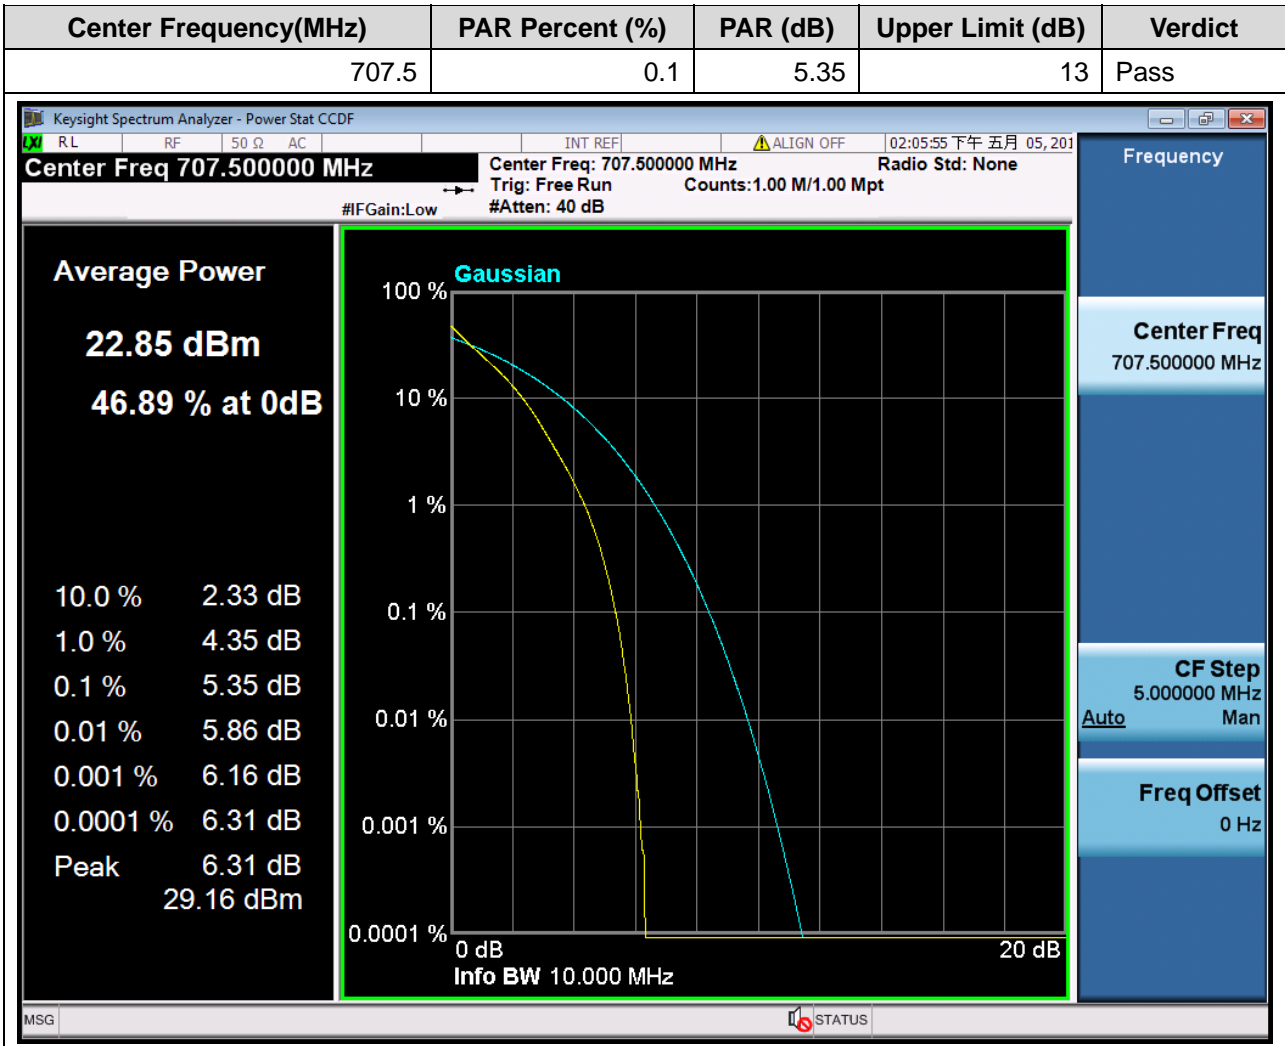 Center Frequency(MHz) PAR Percent (%) PAR (dB) Upper Limit (dB) Verdict
707.5 0.1 5.35 13 Pass
Keysight Spectrum Analyzer - Power Stat CCDF
LXI RL RF 50 Ω AC INT REF ALIGN OFF 02:05:55 下午 五月 05, 201
Center Freq 707.500000 MHz
Center Freq: 707.500000 MHz Radio Std: None
Trig: Free Run Counts:1.00 M/1.00 Mpt
#IFGain:Low #Atten: 40 dB
Average Power
22.85 dBm
46.89 % at 0dB
10.0 % 2.33 dB
1.0 % 4.35 dB
0.1 % 5.35 dB
0.01 % 5.86 dB
0.001 % 6.16 dB
0.0001 % 6.31 dB
Peak 6.31 dB
29.16 dBm
Gaussian
100 %
10 %
1 %
0.1 %
0.01 %
0.001 %
0.0001 %
0 dB 20 dB
Info BW 10.000 MHz
Frequency
Center Freq
707.500000 MHz
CF Step
5.000000 MHz
Auto Man
Freq Offset
0 Hz
MSG STATUS